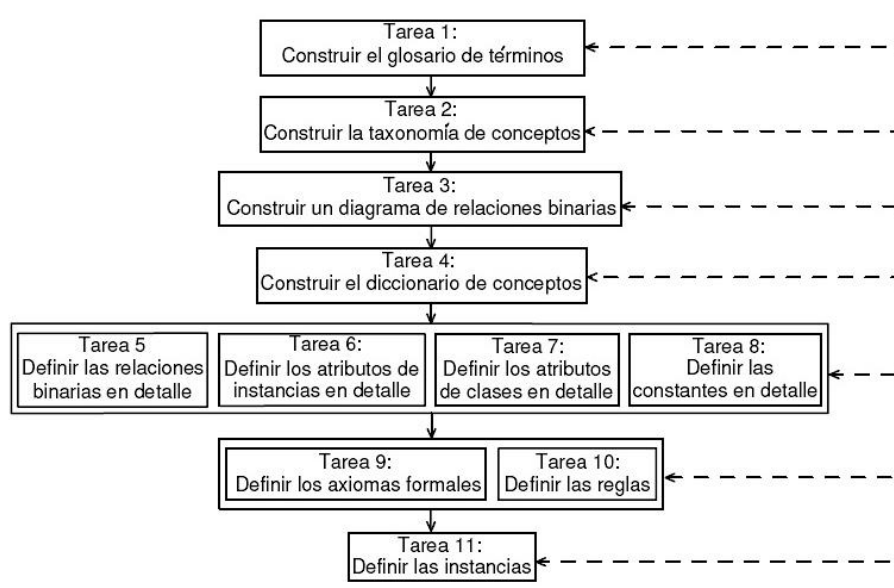 Tarea 1:
Construir el glosario de términos
Tarea 2:
Construir la taxonomía de conceptos
Tarea 3:
Construir un diagrama de relaciones binarias
Tarea 4:
Construir el diccionario de conceptos
Tarea 5
Definir las relaciones
binarias en detalle
Tarea 6:
Definir los atributos de
instancias en detalle
Tarea 7:
Definir los atributos
de clases en detalle
Tarea 8:
Definir las
constantes en detalle
Tarea 9:
Definir los axiomas formales
Tarea 10:
Definir las reglas
Tarea 11:
Definir las instancias